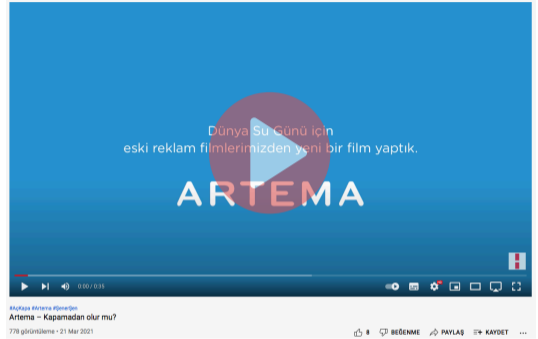 Dünya Su Günü için
eski reklam filmlerimizden yeni bir film yaptık.
ARTEMA
0:00 / 0:35
#AçKapa #Artema #Şenerşen
Artema – Kapamadan olur mu?
778 görüntüleme • 21 Mar 2021
8
BEĞENME
PAYLAŞ
KAYDET